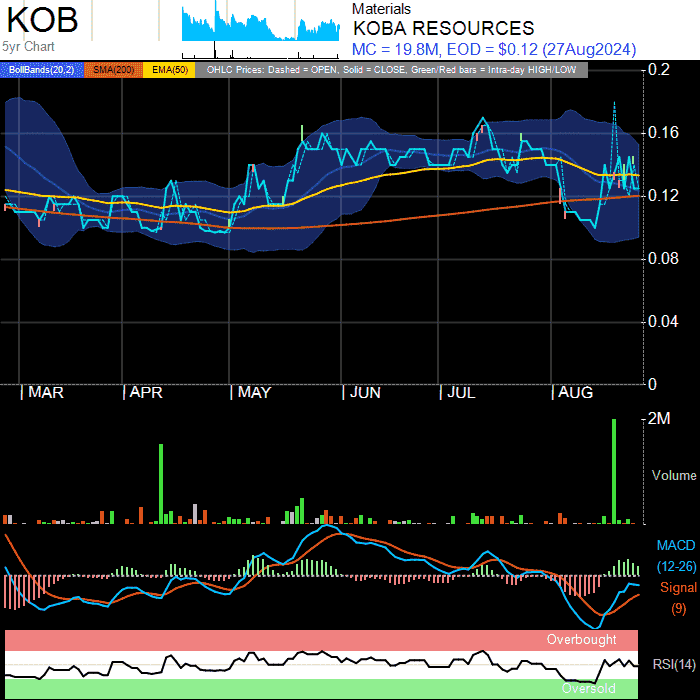 KOB
5yr Chart
Materials
KOBA RESOURCES
MC = 19.8M, EOD = $0.12 (27Aug2024)
BollBands(20,2) SMA(200) EMA(50) OHLC Prices: Dashed = OPEN, Solid = CLOSE, Green/Red bars = Intra-day HIGH/LOW
0.2
0.16
0.12
0.08
0.04
0
MAR APR MAY JUN JUL AUG
2M
Volume
MACD
(12-26)
Signal
(9)
Overbought
RSI(14)
Oversold